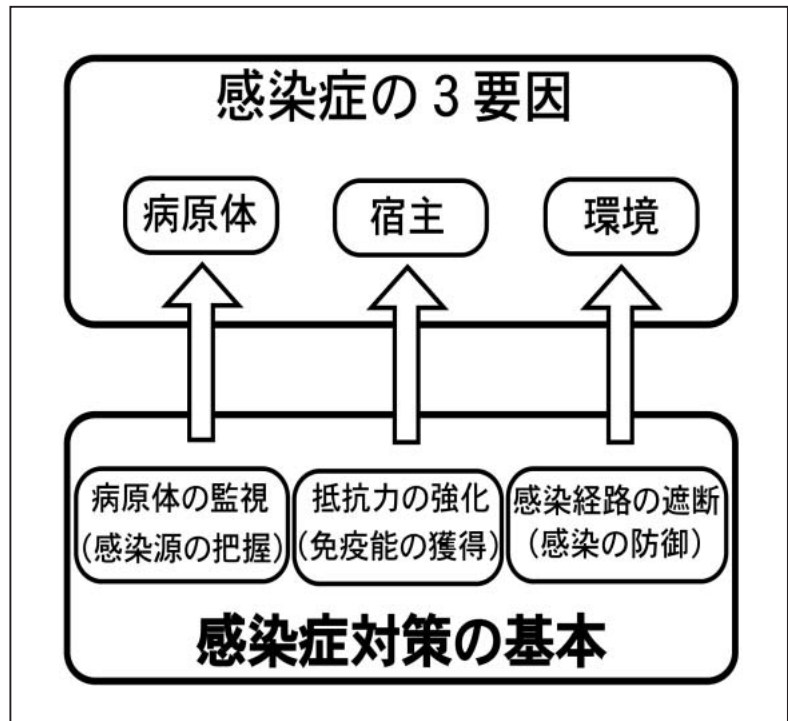 感染症の3要因
病原体
宿主
環境
病原体の監視
(感染源の把握)
抵抗力の強化
(免疫能の獲得)
感染経路の遮断
(感染の防御)
感染症対策の基本